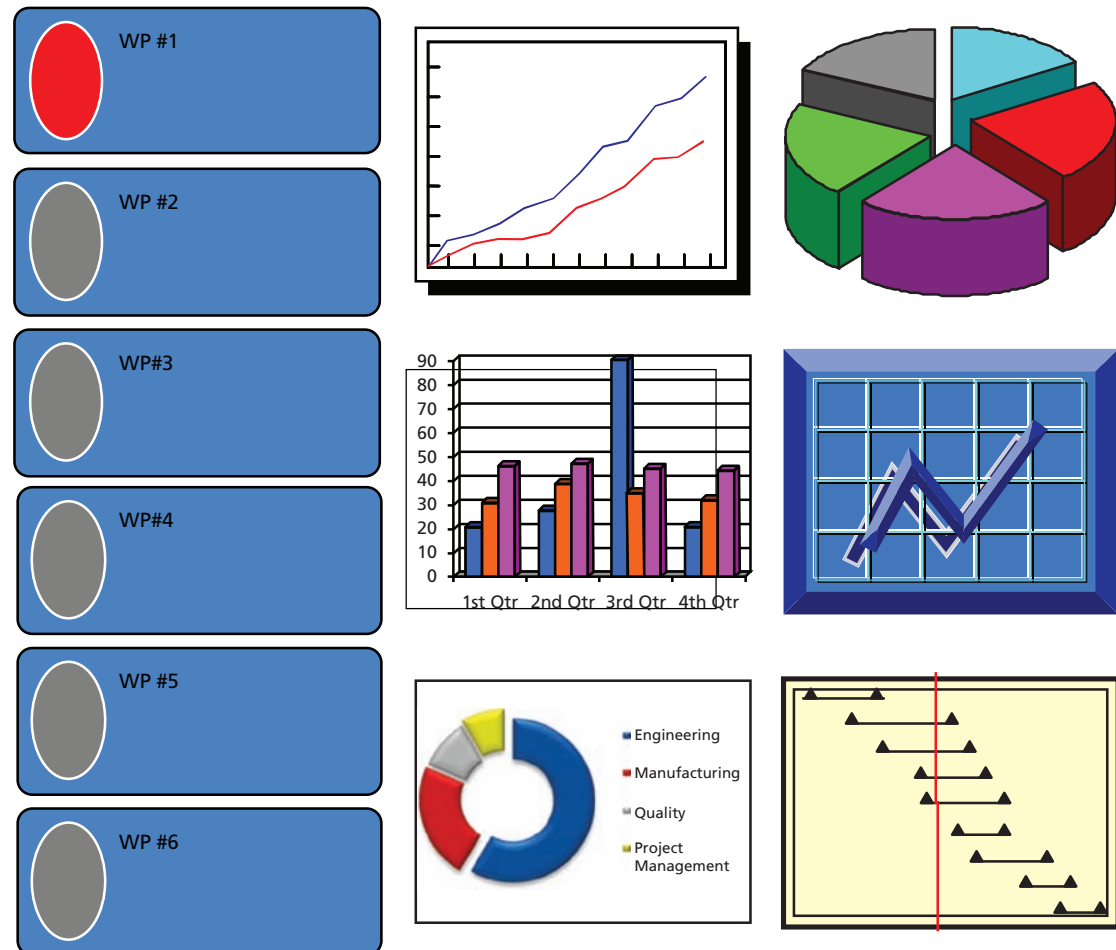 WP #1
WP #2
WP#3
WP#4
WP #5
WP #6
90
80
70
60
50
40
30
20
10
0
1st Qtr 2nd Qtr 3rd Qtr 4th Qtr
Engineering
Manufacturing
Quality
Project
Management